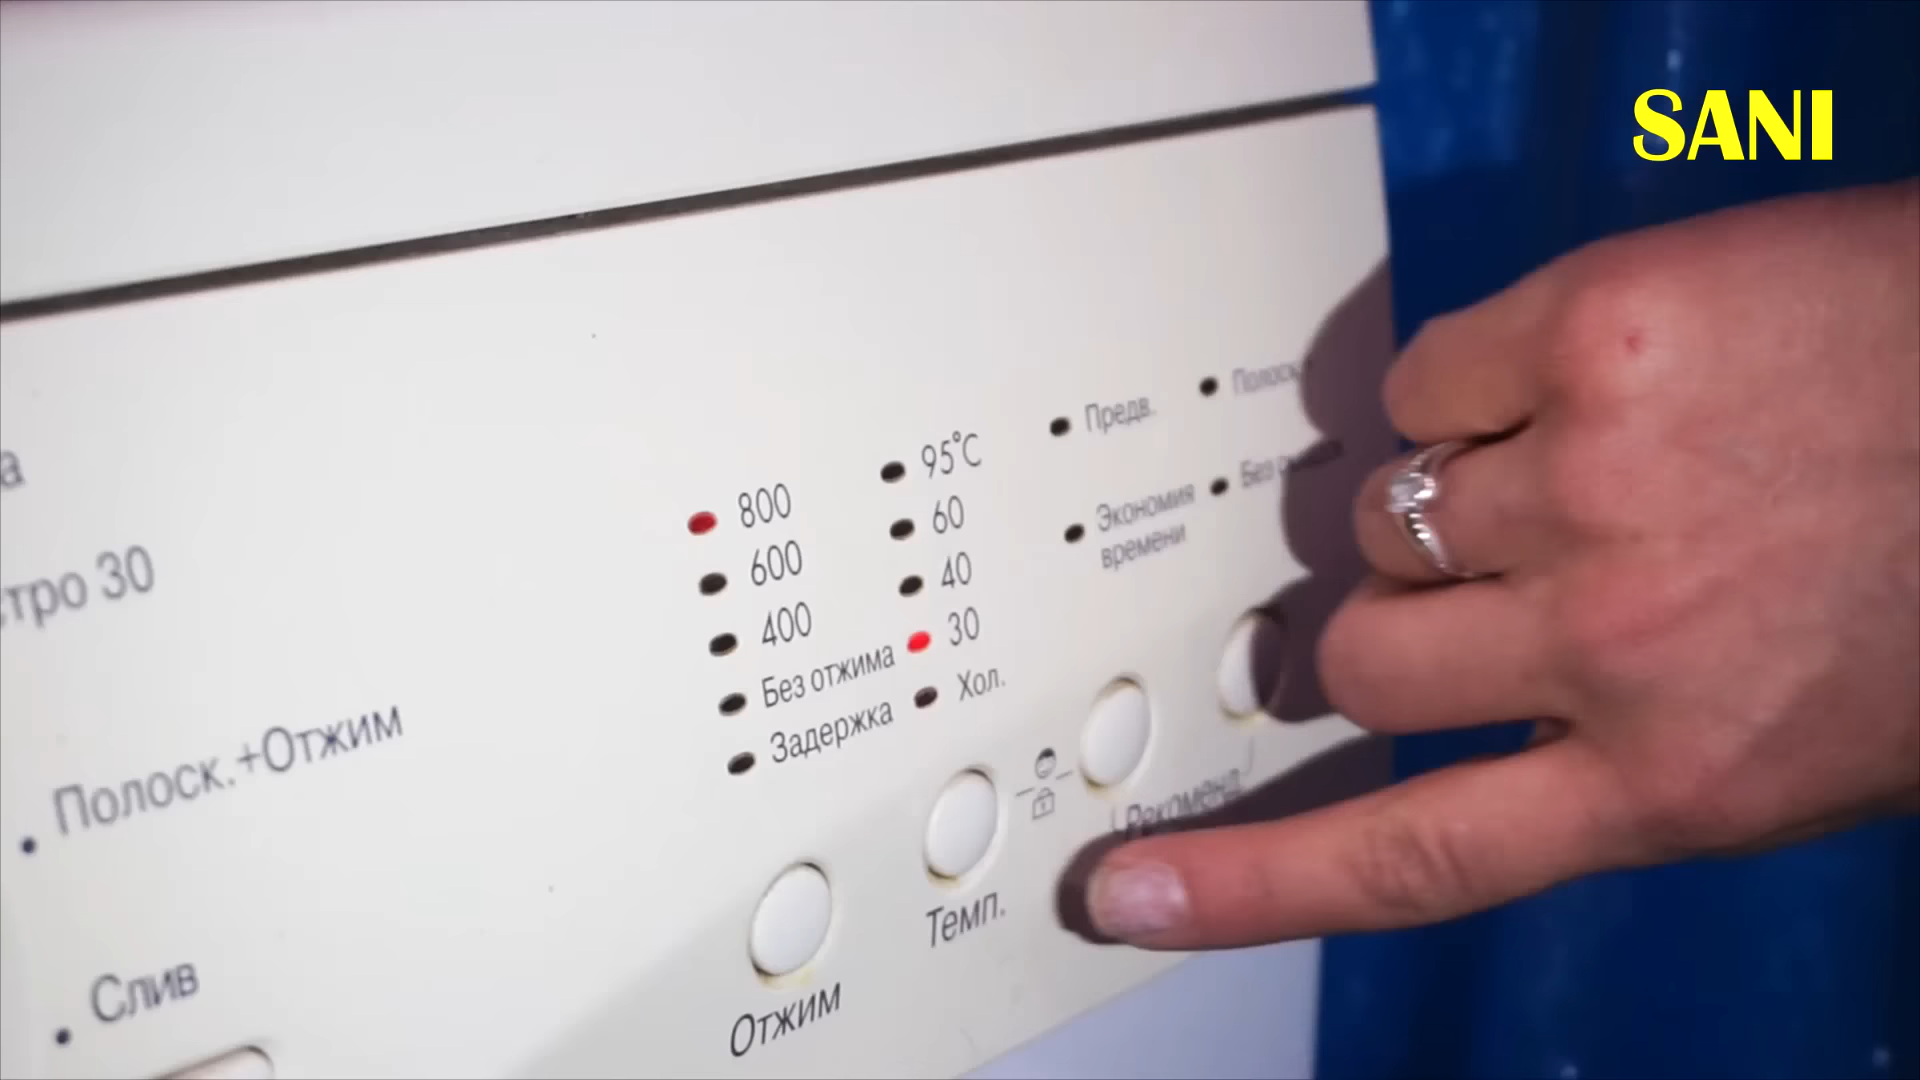 SANI
Предв.
95°C
800
60
Экономия
времени
600
40
400
30
Без отжима
Хол.
Задержка
30
Полоск.+Отжим
Рекоменд.
Темп.
Слив
Отжим